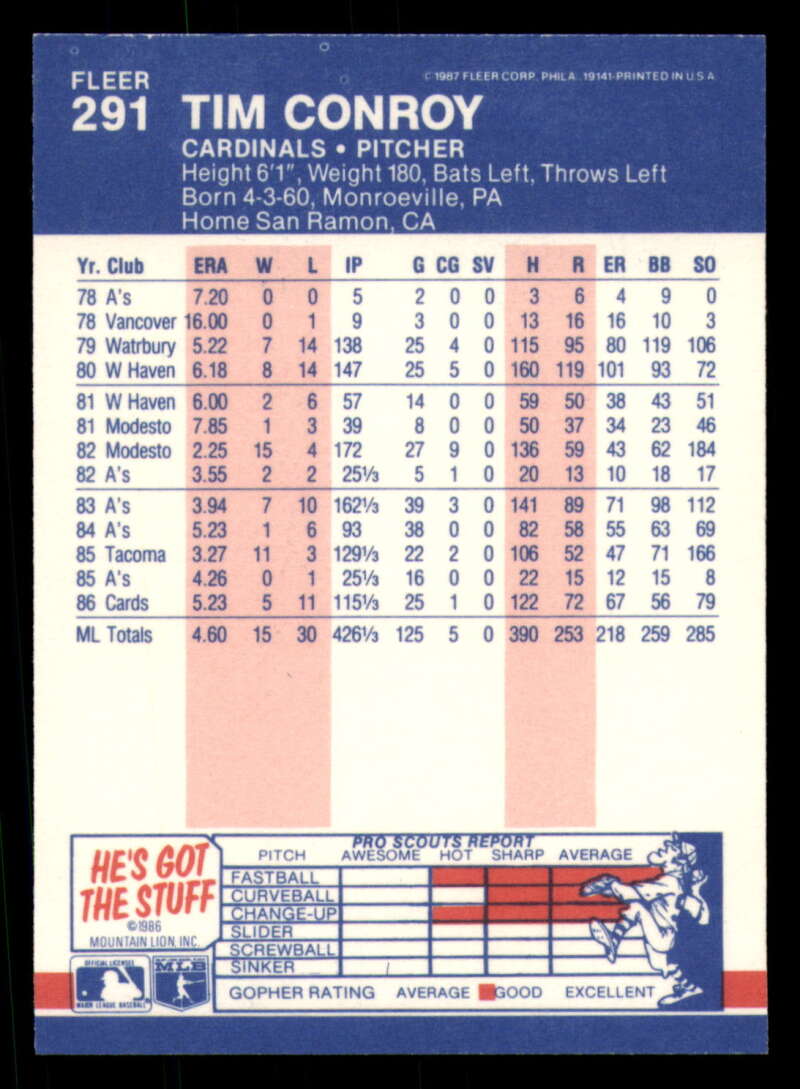 FLEER
© 1987 FLEER CORP. PHILA. 19141-PRINTED IN U.S.A.
291 TIM CONROY
CARDINALS • PITCHER
Height 6'1", Weight 180, Bats Left, Throws Left
Born 4-3-60, Monroeville, PA
Home San Ramon, CA
Yr. Club ERA W L IP G CG SV H R ER BB SO
78 A's 7.20 0 0 5 2 0 0 3 6 4 9 0
78 Vancover 16.00 0 1 9 3 0 0 13 16 16 10 3
79 Watrbury 5.22 7 14 138 25 4 0 115 95 80 119 106
80 W Haven 6.18 8 14 147 25 5 0 160 119 101 93 72
81 W Haven 6.00 2 6 57 14 0 0 59 50 38 43 51
81 Modesto 7.85 1 3 39 8 0 0 50 37 34 23 46
82 Modesto 2.25 15 4 172 27 9 0 136 59 43 62 184
82 A's 3.55 2 2 25⅓ 5 1 0 20 13 10 18 17
83 A's 3.94 7 10 162⅓ 39 3 0 141 89 71 98 112
84 A's 5.23 1 6 93 38 0 0 82 58 55 63 69
85 Tacoma 3.27 11 3 129⅓ 22 2 0 106 52 47 71 166
85 A's 4.26 0 1 25⅓ 16 0 0 22 15 12 15 8
86 Cards 5.23 5 11 115⅓ 25 1 0 122 72 67 56 79
ML Totals 4.60 15 30 426⅓ 125 5 0 390 253 218 259 285
HE'S GOT
THE STUFF
©1986
MOUNTAIN LION, INC.
OFFICIAL LICENSEE
MAJOR LEAGUE BASEBALL
MLB
PRO SCOUTS REPORT
PITCH AWESOME HOT SHARP AVERAGE
FASTBALL
CURVEBALL
CHANGE-UP
SLIDER
SCREWBALL
SINKER
GOPHER RATING AVERAGE GOOD EXCELLENT